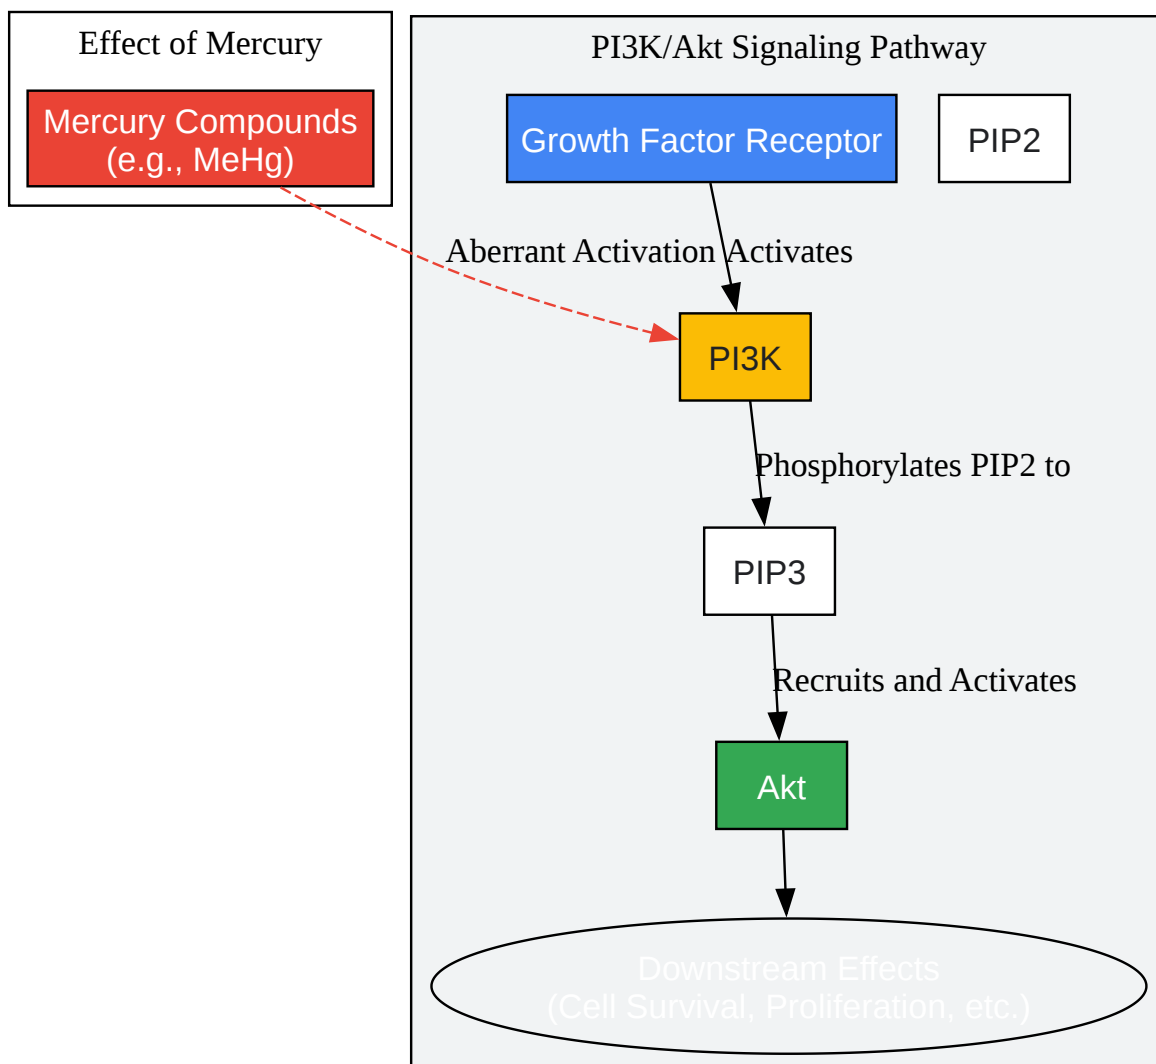 Effect of Mercury
Mercury Compounds
(e.g., MeHg)
PI3K/Akt Signaling Pathway
Growth Factor Receptor
PIP2
Aberrant Activation
Activates
PI3K
Phosphorylates PIP2 to
PIP3
Recruits and Activates
Akt
Downstream Effects
(Cell Survival, Proliferation, etc.)